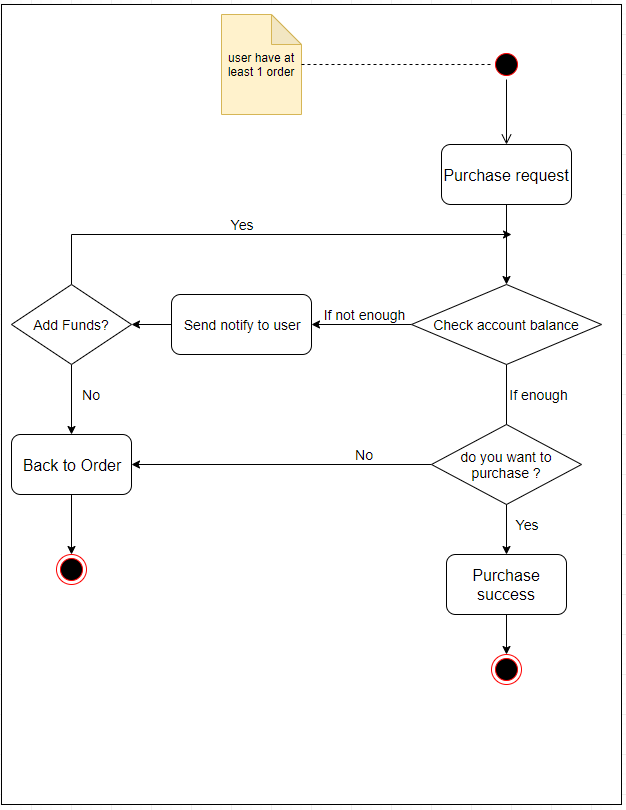 user have at
least 1 order
Purchase request
Yes
Add Funds?
Send notify to user
If not enough
Check account balance
No
If enough
Back to Order
No
do you want to
purchase ?
Yes
Purchase
success